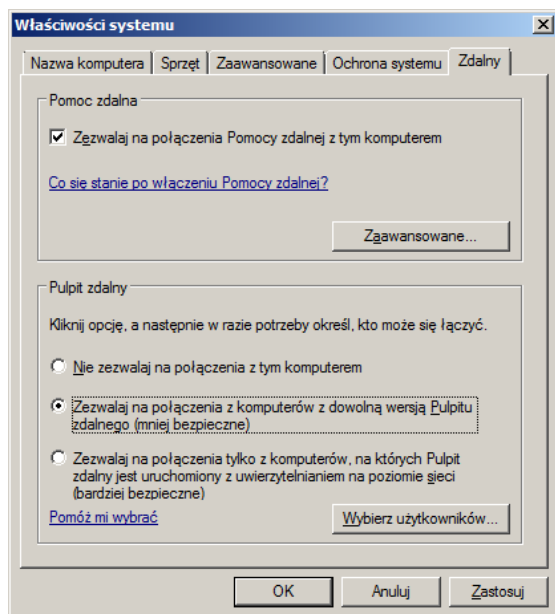 Właściwości systemu
Nazwa komputera Sprzęt Zaawansowane Ochrona systemu Zdalny
Pomoc zdalna
Zezwalaj na połączenia Pomocy zdalnej z tym komputerem
Co się stanie po włączeniu Pomocy zdalnej?
Zaawansowane...
Pulpit zdalny
Kliknij opcję, a następnie w razie potrzeby określ, kto może się łączyć.
Nie zezwalaj na połączenia z tym komputerem
Zezwalaj na połączenia z komputerów z dowolną wersją Pulpitu
zdalnego (mniej bezpieczne)
Zezwalaj na połączenia tylko z komputerów, na których Pulpit
zdalny jest uruchomiony z uwierzytelnianiem na poziomie sieci
(bardziej bezpieczne)
Pomóż mi wybrać Wybierz użytkowników...
OK Anuluj Zastosuj